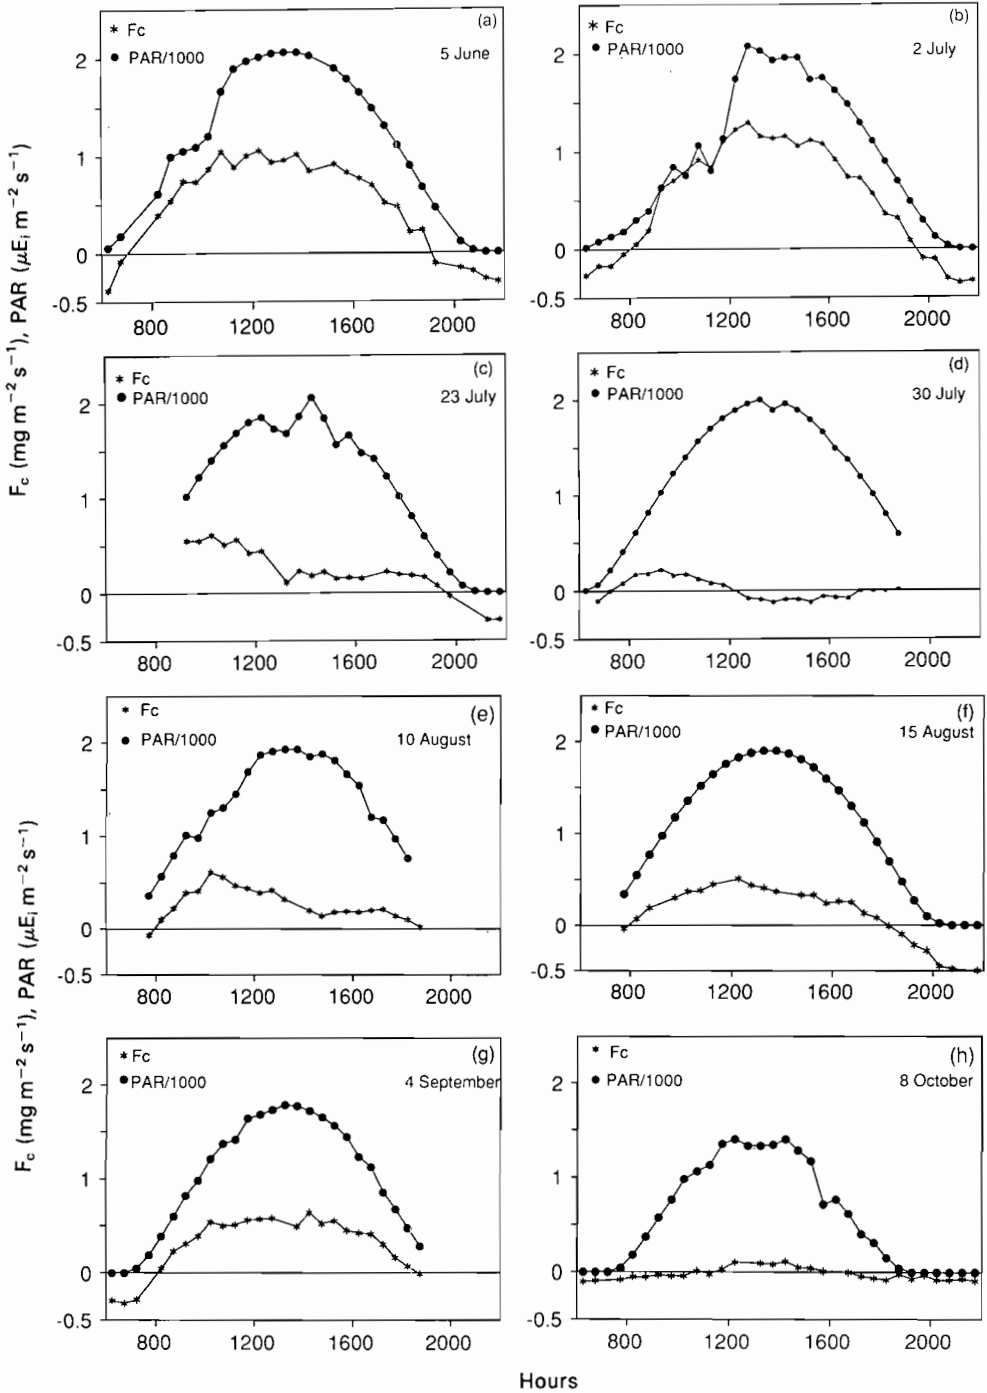 (a)
Fc
PAR/1000
5 June
2
1
0
-0.5
800 1200 1600 2000
(b)
Fc
PAR/1000
2 July
2
1
0
-0.5
800 1200 1600 2000
(c)
Fc
PAR/1000
23 July
2
1
0
-0.5
800 1200 1600 2000
(d)
Fc
PAR/1000
30 July
2
1
0
-0.5
800 1200 1600 2000
F_c (mg m⁻² s⁻¹), PAR (μE_i m⁻² s⁻¹)
(e)
Fc
PAR/1000
10 August
2
1
0
-0.5
800 1200 1600 2000
(f)
Fc
PAR/1000
15 August
2
1
0
-0.5
800 1200 1600 2000
(g)
Fc
PAR/1000
4 September
2
1
0
-0.5
800 1200 1600 2000
(h)
Fc
PAR/1000
8 October
2
1
0
-0.5
800 1200 1600 2000
F_c (mg m⁻² s⁻¹), PAR (μE_i m⁻² s⁻¹)
Hours